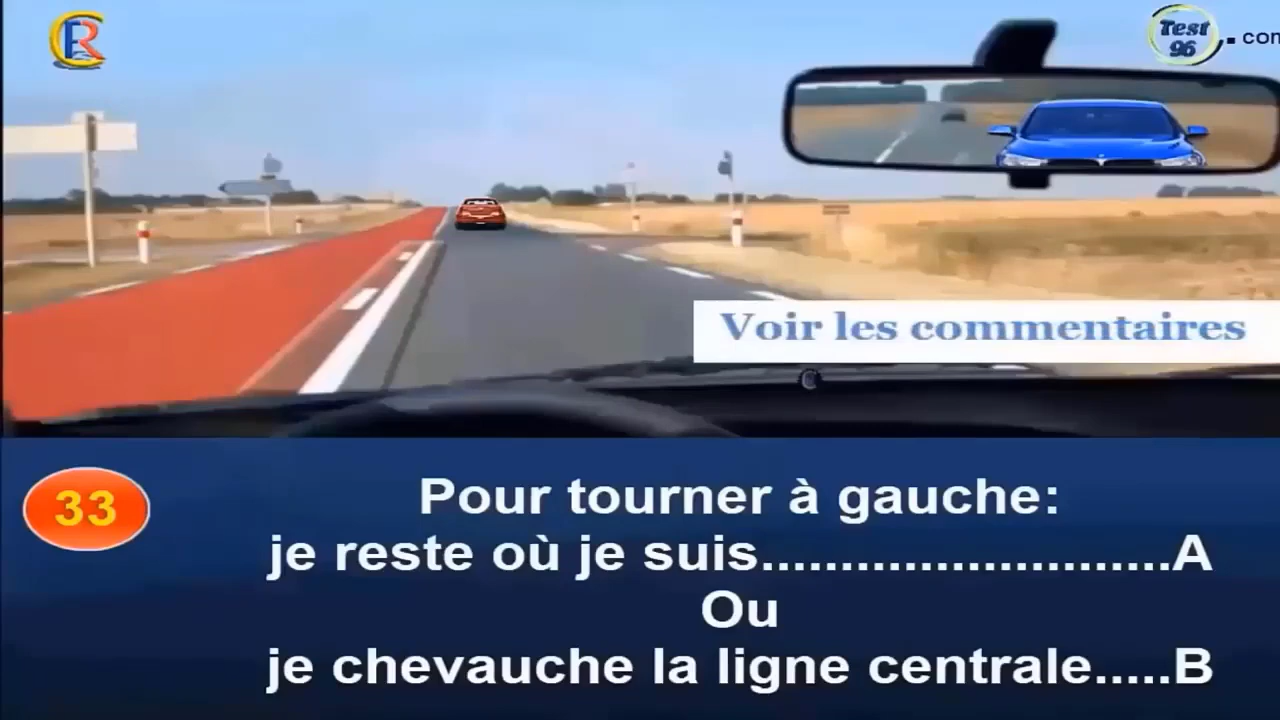 CFR
Test
96 .com
Voir les commentaires
33
Pour tourner à gauche:
je reste où je suis..........................A
Ou
je chevauche la ligne centrale.....B